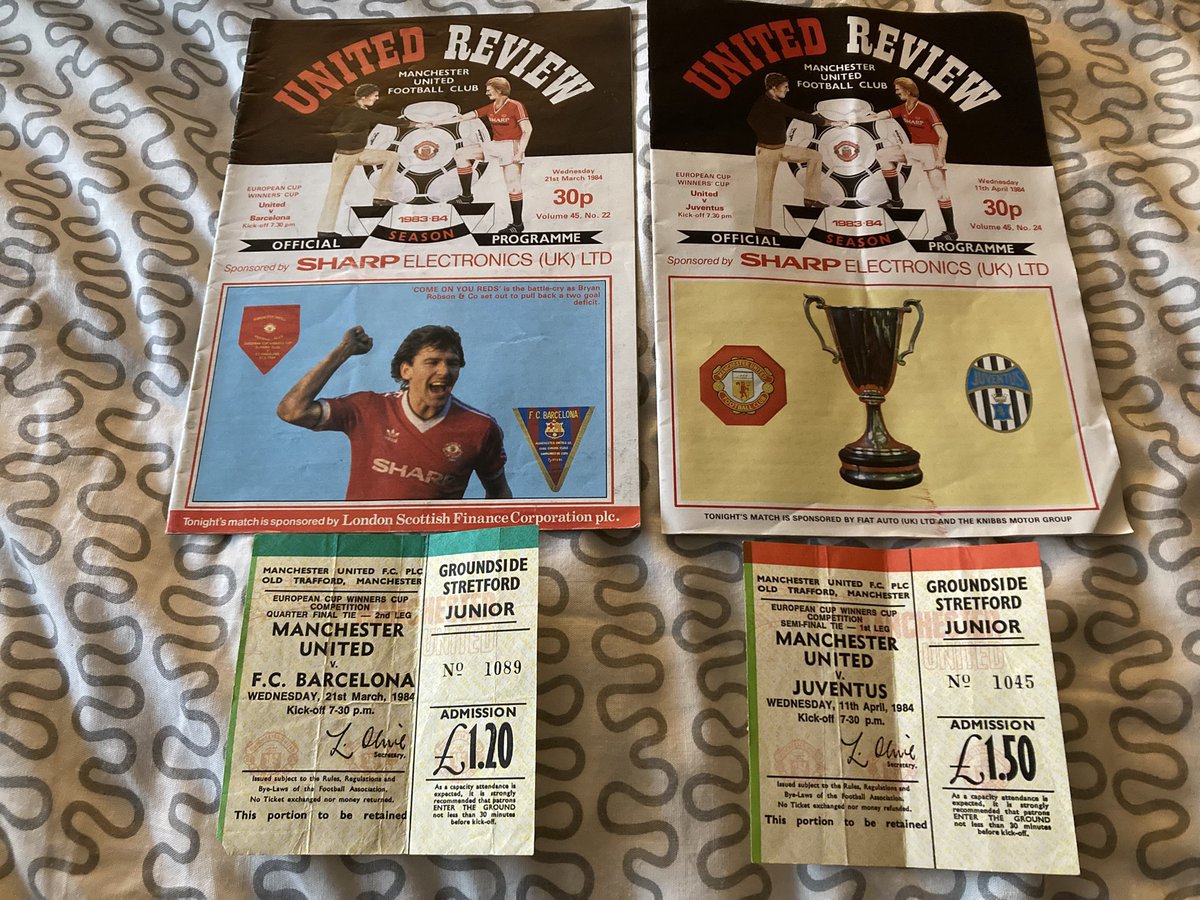 UNITED REVIEW
MANCHESTER
UNITED
FOOTBALL CLUB
SHARP
EUROPEAN CUP
WINNERS' CUP
United
v
Barcelona
Kick-off 7.30 pm
Wednesday
21st March 1984
30p
Volume 45. No. 22
1983-84
OFFICIAL SEASON PROGRAMME
Sponsored by SHARP ELECTRONICS (UK) LTD
'COME ON YOU REDS' is the battle-cry as Bryan
Robson & Co set out to pull back a two goal
deficit.
F.C BARCELONA
SHARP
Tonight's match is sponsored by London Scottish Finance Corporation plc.
UNITED REVIEW
MANCHESTER
UNITED
FOOTBALL CLUB
SHARP
EUROPEAN CUP
WINNERS' CUP
United
v
Juventus
Kick-off 7.30 pm
Wednesday
11th April 1984
30p
Volume 45. No. 24
1983-84
OFFICIAL SEASON PROGRAMME
Sponsored by SHARP ELECTRONICS (UK) LTD
MANCHESTER UNITED
FOOTBALL CLUB
JUVENTUS
TONIGHT'S MATCH IS SPONSORED BY FIAT AUTO (UK) LTD AND THE KNIBBS MOTOR GROUP
MANCHESTER UNITED F.C. PLC
OLD TRAFFORD, MANCHESTER
EUROPEAN CUP WINNERS CUP
COMPETITION
QUARTER FINAL TIE — 2nd LEG
MANCHESTER
UNITED
v.
F.C. BARCELONA
WEDNESDAY, 21st March, 1984
Kick-off 7-30 p.m.
L. Olive
Secretary.
Issued subject to the Rules, Regulations and
Bye-Laws of the Football Association.
No Ticket exchanged nor money returned.
This portion to be retained
GROUNDSIDE
STRETFORD
JUNIOR
No 1089
ADMISSION
£1.20
As a capacity attendance is
expected, it is strongly
recommended that patrons
ENTER THE GROUND
not less than 30 minutes
before kick-off.
MANCHESTER UNITED F.C. PLC
OLD TRAFFORD, MANCHESTER
EUROPEAN CUP WINNERS CUP
COMPETITION
SEMI-FINAL TIE — 1st LEG
MANCHESTER
UNITED
v.
JUVENTUS
WEDNESDAY, 11th April, 1984
Kick-off 7-30 p.m.
L. Olive
Secretary.
Issued subject to the Rules, Regulations and
Bye-Laws of the Football Association.
No Ticket exchanged nor money refunded.
This portion to be retained
GROUNDSIDE
STRETFORD
JUNIOR
No 1045
ADMISSION
£1.50
As a capacity attendance is
expected, it is strongly
recommended that patrons
ENTER THE GROUND
not less than 30 minutes
before kick-off.